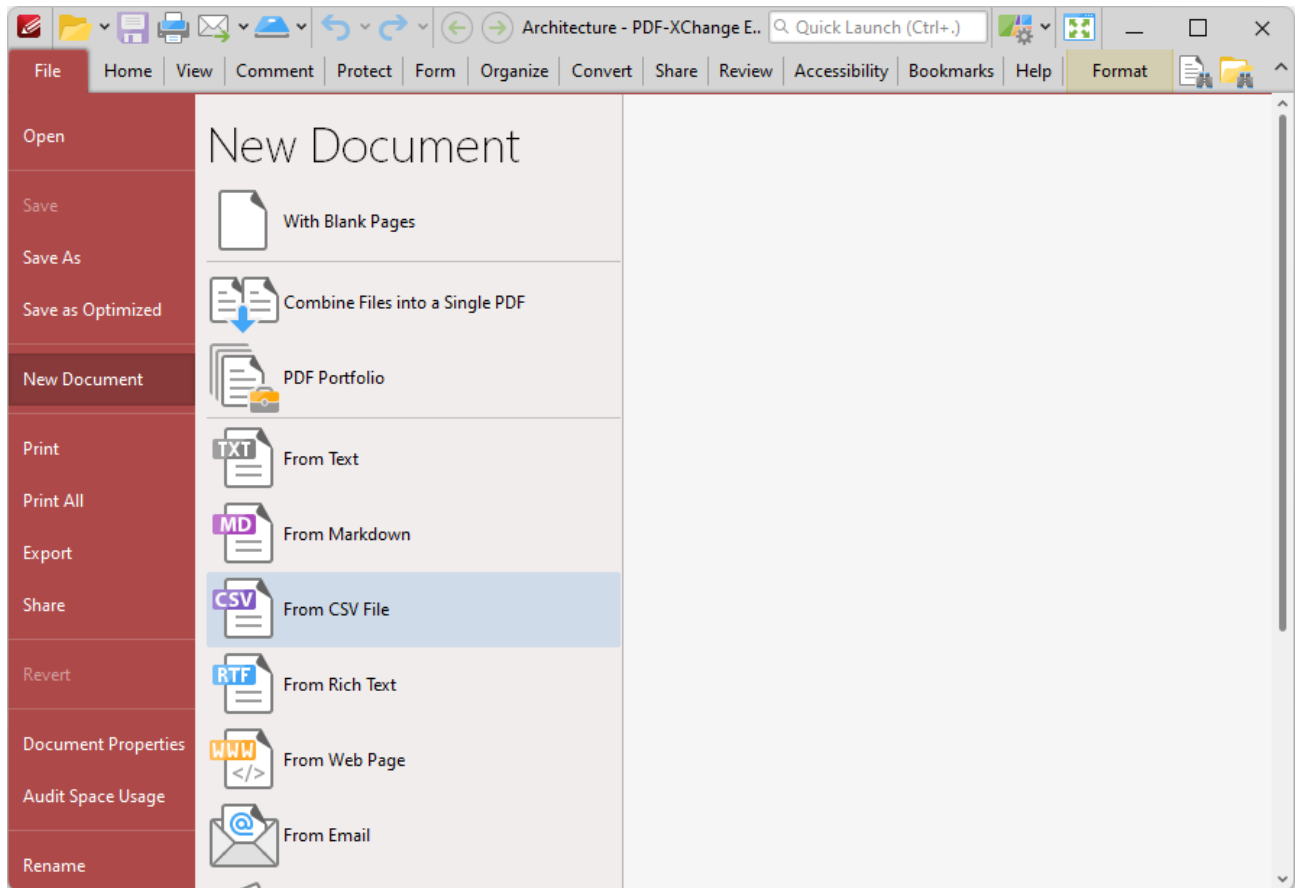 Architecture - PDF-XChange E..
Quick Launch (Ctrl+.)
File Home View Comment Protect Form Organize Convert Share Review Accessibility Bookmarks Help Format
Open
Save
Save As
Save as Optimized
New Document
Print
Print All
Export
Share
Revert
Document Properties
Audit Space Usage
Rename
New Document
With Blank Pages
Combine Files into a Single PDF
PDF Portfolio
TXT From Text
MD From Markdown
CSV From CSV File
RTF From Rich Text
WWW </> From Web Page
@ From Email